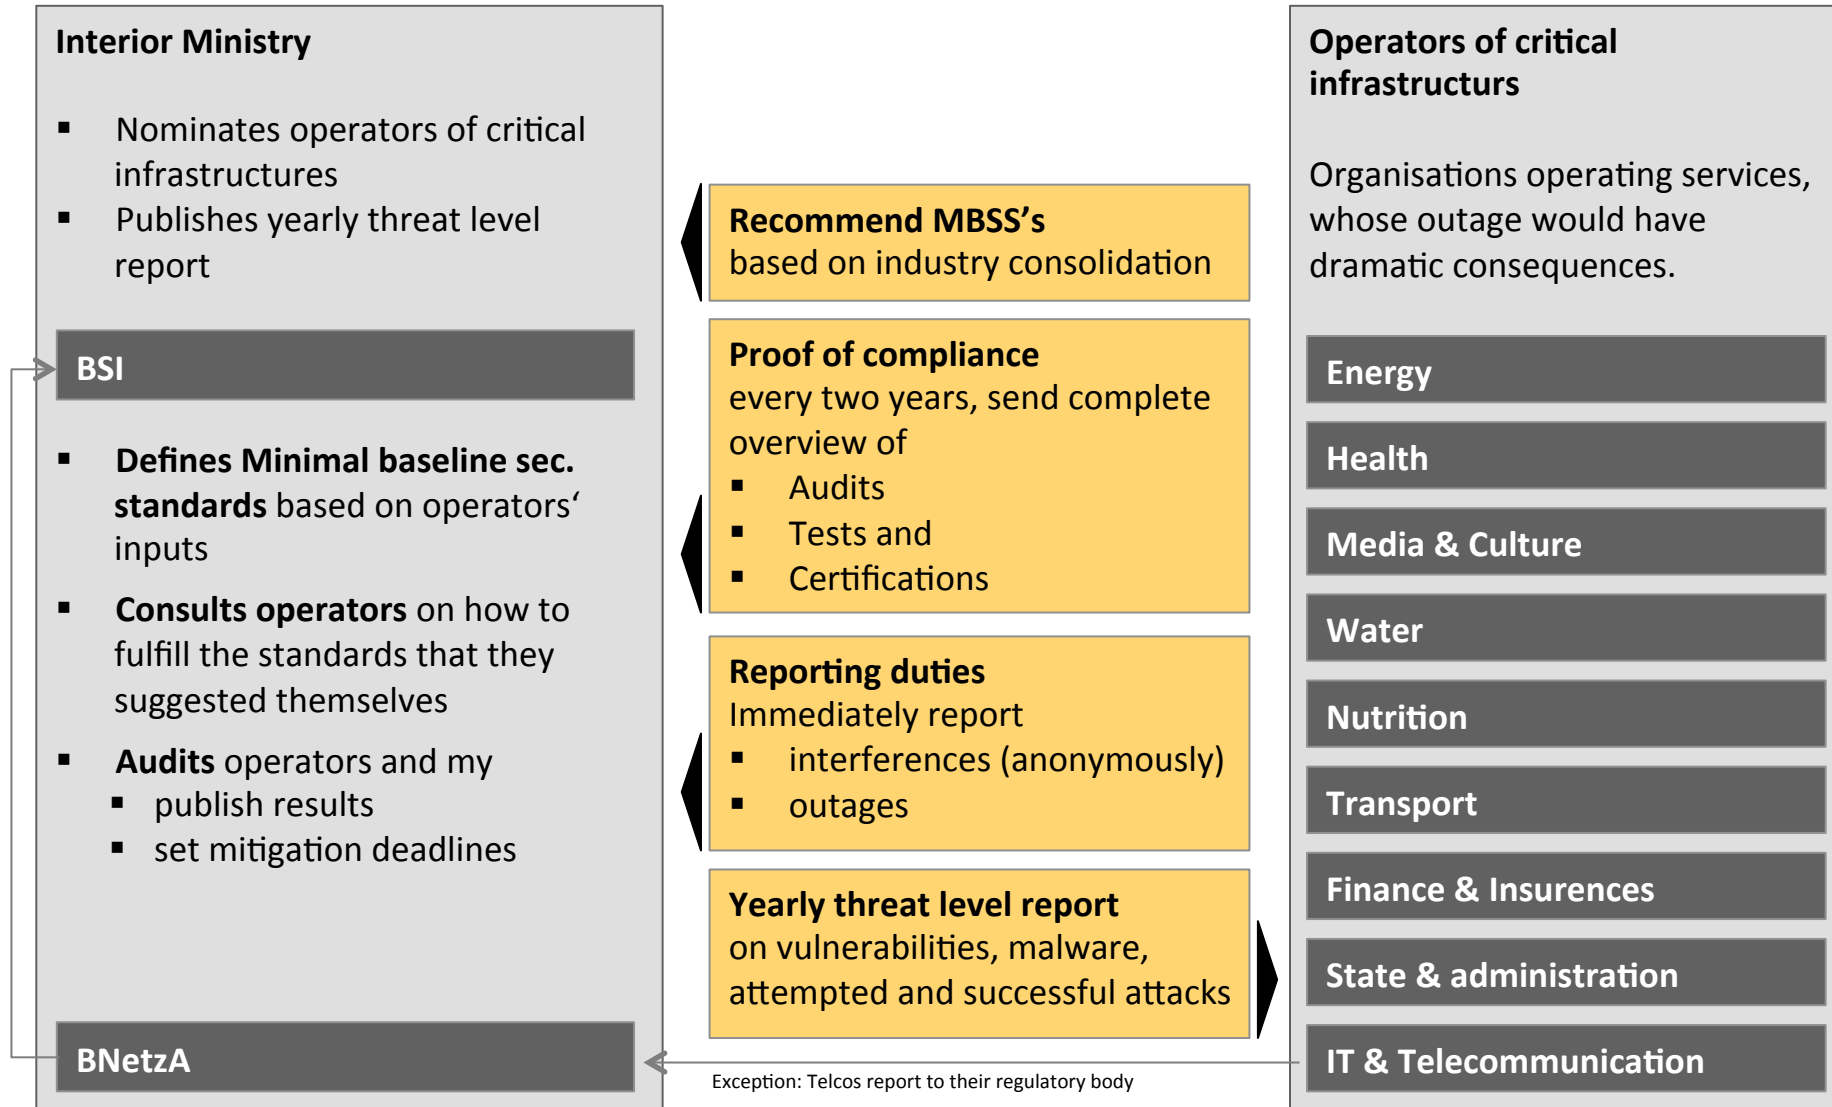 Interior Ministry
▪ Nominates operators of critical
infrastructures
▪ Publishes yearly threat level
report
BSI
▪ Defines Minimal baseline sec.
standards based on operators‘
inputs
▪ Consults operators on how to
fulfill the standards that they
suggested themselves
▪ Audits operators and my
▪ publish results
▪ set mitigation deadlines
BNetzA
Recommend MBSS’s
based on industry consolidation
Proof of compliance
every two years, send complete
overview of
▪ Audits
▪ Tests and
▪ Certifications
Reporting duties
Immediately report
▪ interferences (anonymously)
▪ outages
Yearly threat level report
on vulnerabilities, malware,
attempted and successful attacks
Exception: Telcos report to their regulatory body
Operators of critical
infrastructurs
Organisations operating services,
whose outage would have
dramatic consequences.
Energy
Health
Media & Culture
Water
Nutrition
Transport
Finance & Insurences
State & administration
IT & Telecommunication